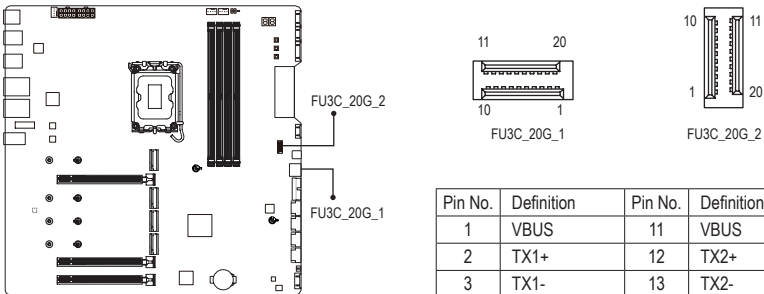 FU3C_20G_2
FU3C_20G_1
11 20
10 1
FU3C_20G_1
10 11
1 20
FU3C_20G_2
Pin No. Definition Pin No. Definition
1 VBUS 11 VBUS
2 TX1+ 12 TX2+
3 TX1- 13 TX2-